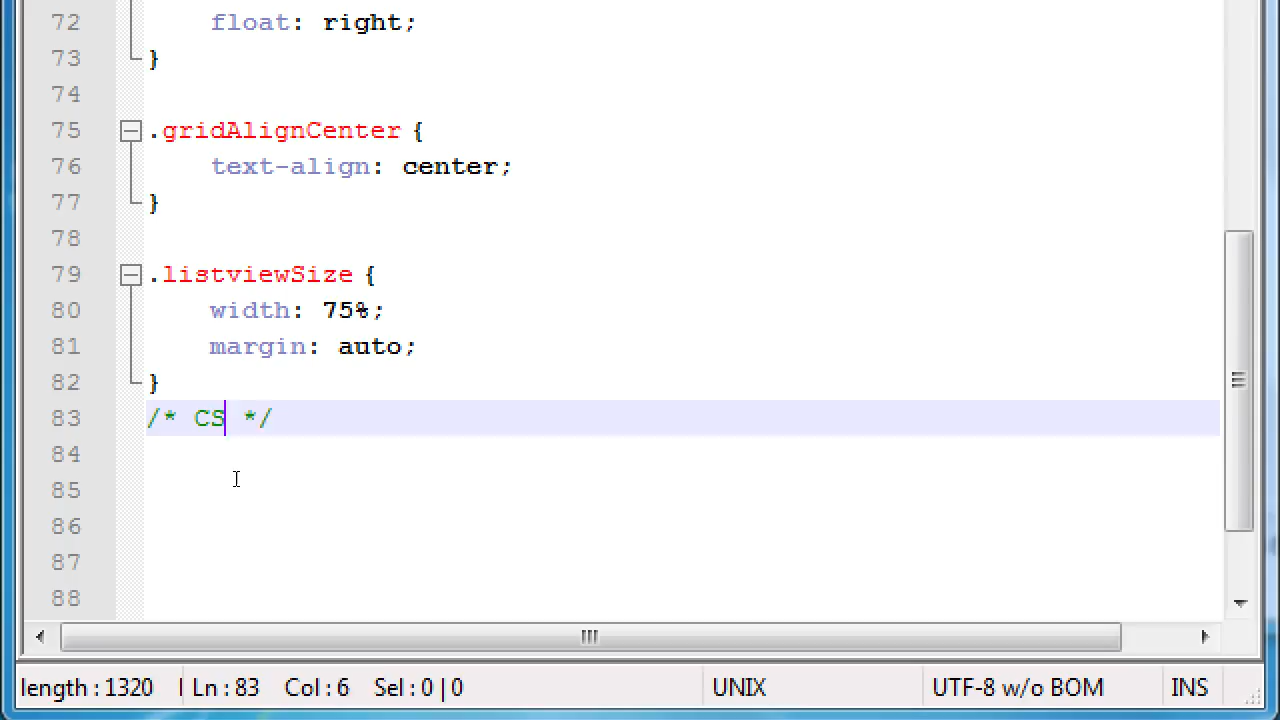 72 float: right;
73 }
74
75 .gridAlignCenter {
76 text-align: center;
77 }
78
79 .listviewSize {
80 width: 75%;
81 margin: auto;
82 }
83 /* CS */
84
85
86
87
88
length : 1320 Ln : 83 Col : 6 Sel : 0 | 0 UNIX UTF-8 w/o BOM INS